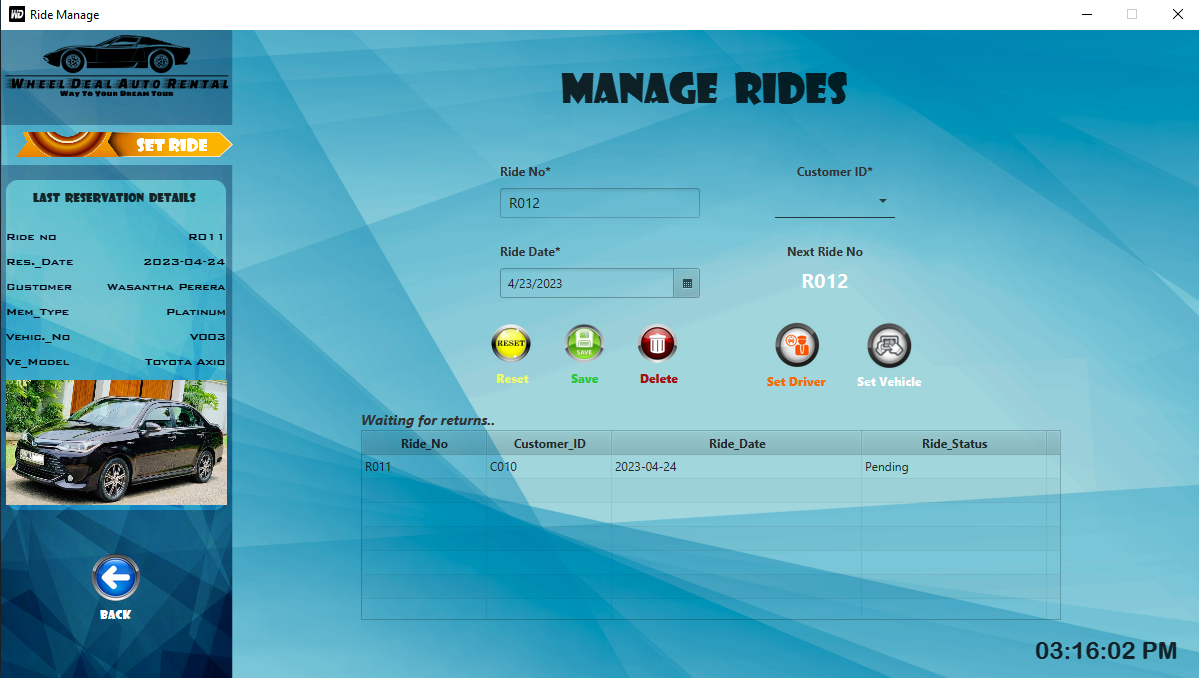 WD Ride Manage
WHEEL DEAL AUTO RENTAL
WAY TO YOUR DREAM TOUR
SET RIDE
LAST RESERVATION DETAILS
RIDE NO R011
RES._DATE 2023-04-24
CUSTOMER WASANTHA PERERA
MEM_TYPE PLATINUM
VEHIC._NO V003
VE_MODEL TOYOTA AXIO
BACK
MANAGE RIDES
Ride No* Customer ID*
R012
Ride Date* Next Ride No
4/23/2023 R012
RESET SAVE
Reset Save Delete Set Driver Set Vehicle
Waiting for returns..
Ride_No Customer_ID Ride_Date Ride_Status
R011 C010 2023-04-24 Pending
03:16:02 PM